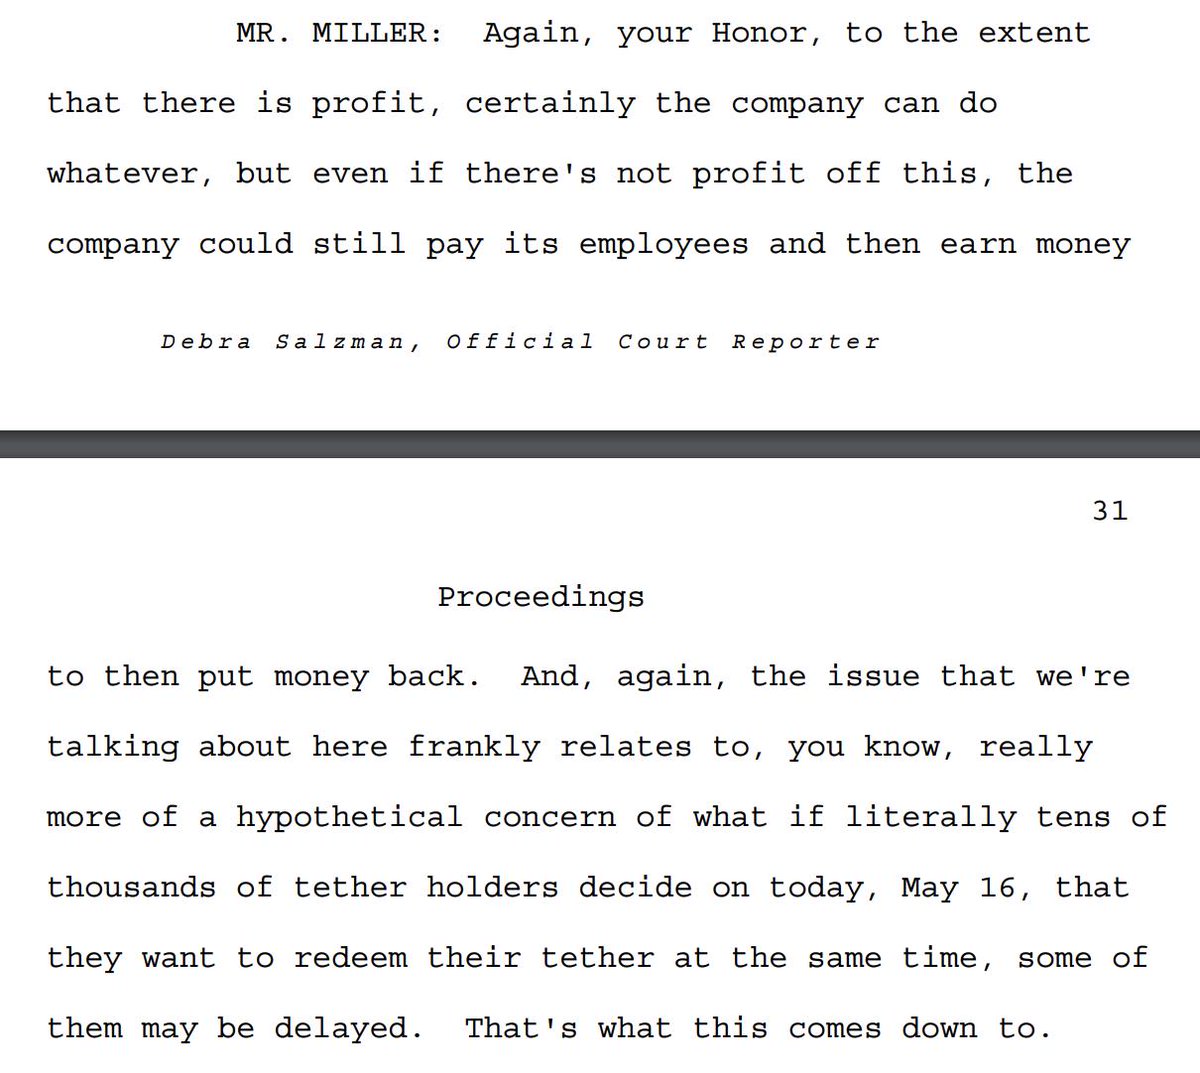 MR. MILLER:  Again, your Honor, to the extent
that there is profit, certainly the company can do
whatever, but even if there's not profit off this, the
company could still pay its employees and then earn money
Debra Salzman, Official Court Reporter
31
Proceedings
to then put money back.  And, again, the issue that we're
talking about here frankly relates to, you know, really
more of a hypothetical concern of what if literally tens of
thousands of tether holders decide on today, May 16, that
they want to redeem their tether at the same time, some of
them may be delayed.  That's what this comes down to.